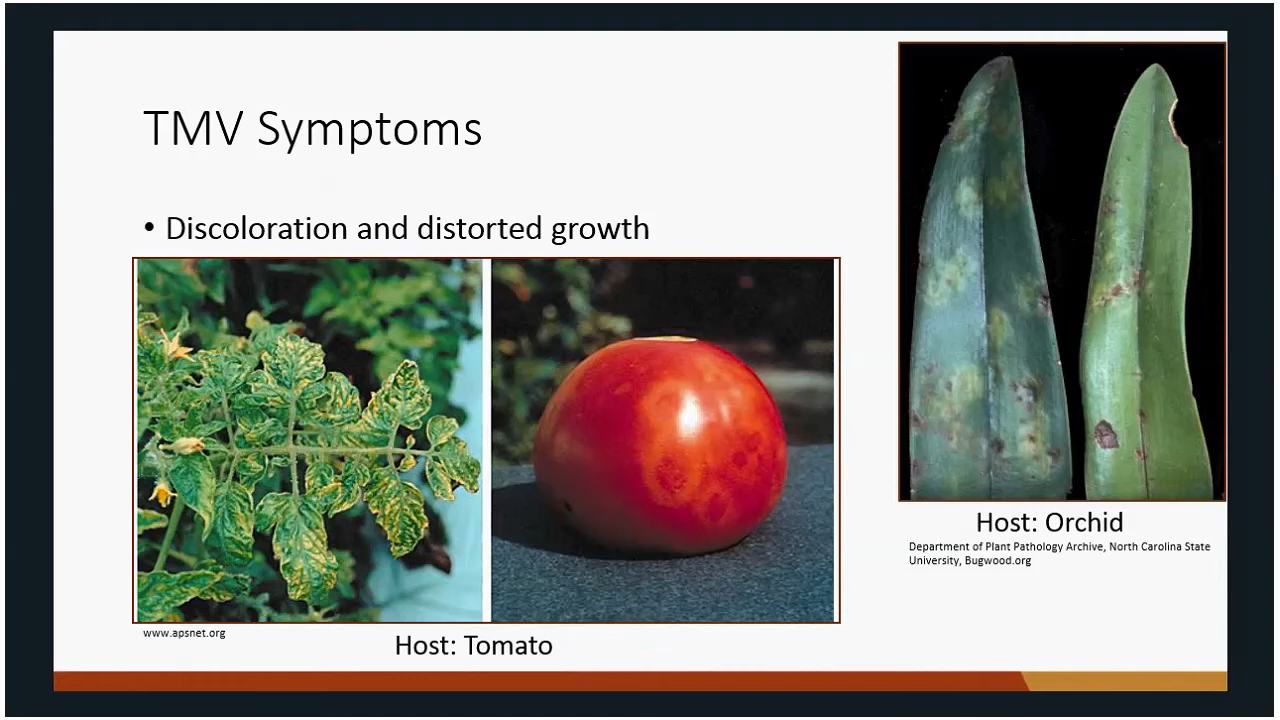 TMV Symptoms
• Discoloration and distorted growth
www.apsnet.org
Host: Tomato
Host: Orchid
Department of Plant Pathology Archive, North Carolina State
University, Bugwood.org